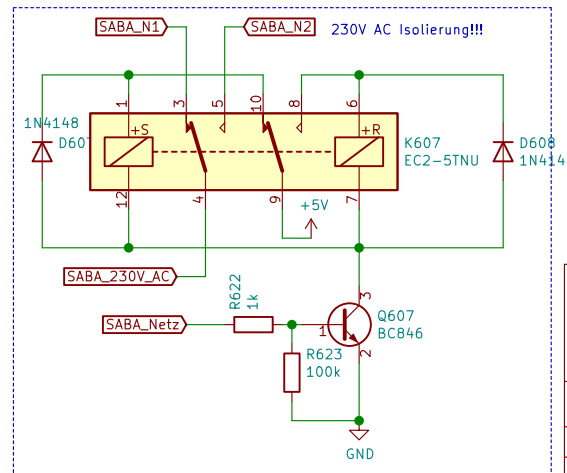 SABA_N1
SABA_N2
230V AC Isolierung!!!
1
3
5
10
8
6
1N4148
D607
+S
+R
K607
EC2-5TNU
D608
1N414
12
4
9
7
+5V
SABA_230V_AC
R622
1k
SABA_Netz
3
1
2
Q607
BC846
R623
100k
GND